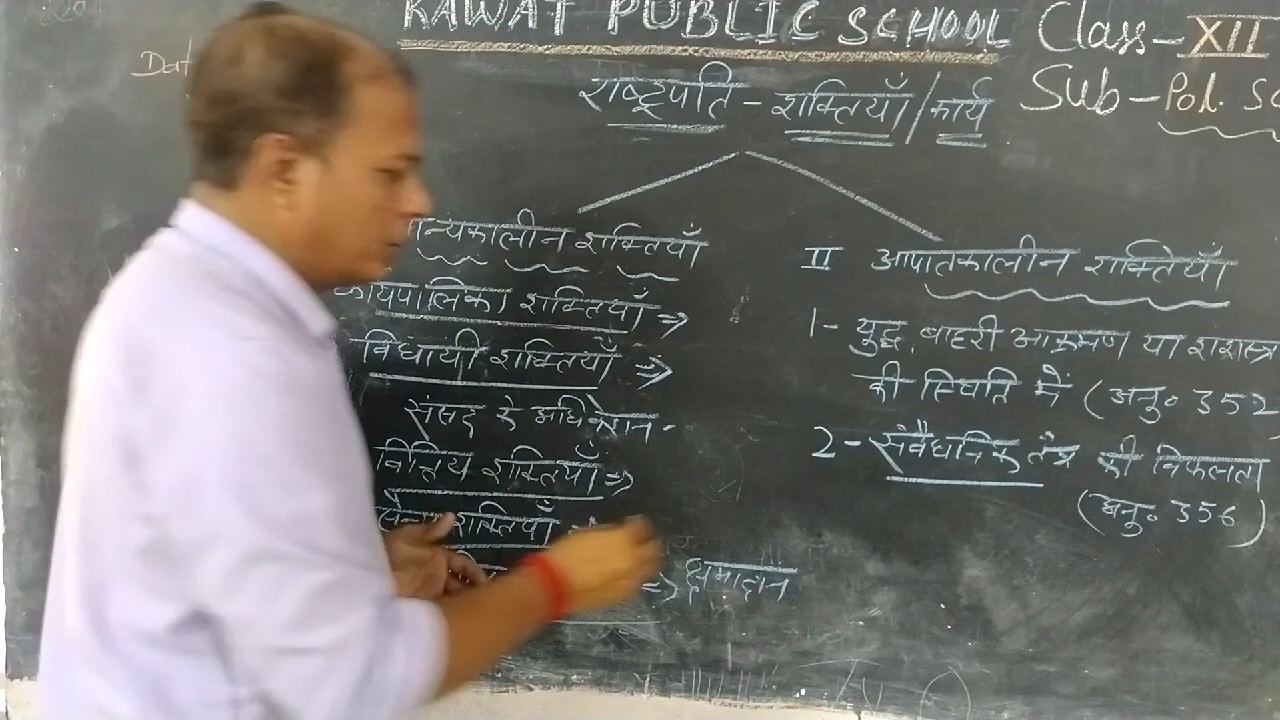 RAWAT PUBLIC SCHOOL Class-XII
Dat
Sub-Pol. Sc
राष्ट्रपति - शक्तियाँ/कार्य
ान्यकालीन शक्तियाँ
कार्यपालिका शक्तियाँ ⇒
विधायी शक्तियाँ ⇒
संसद के अधिवेशन -
वित्तिय शक्तियाँ ⇒
सैन्य शक्तियाँ
⇒ क्षमादान
II आपातकालीन शक्तियाँ
1- युद्ध, बाहरी आक्रमण या सशस्त्र
की स्थिति में (अनु० 352
2- संवैधानिक तंत्र की विफलता
(अनु० 356)